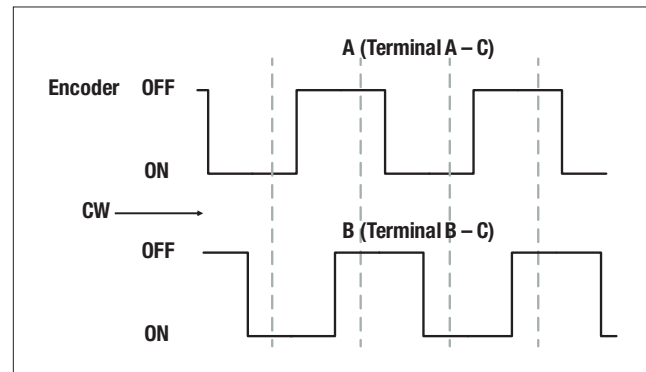 A (Terminal A – C)
Encoder OFF
ON
CW
B (Terminal B – C)
OFF
ON